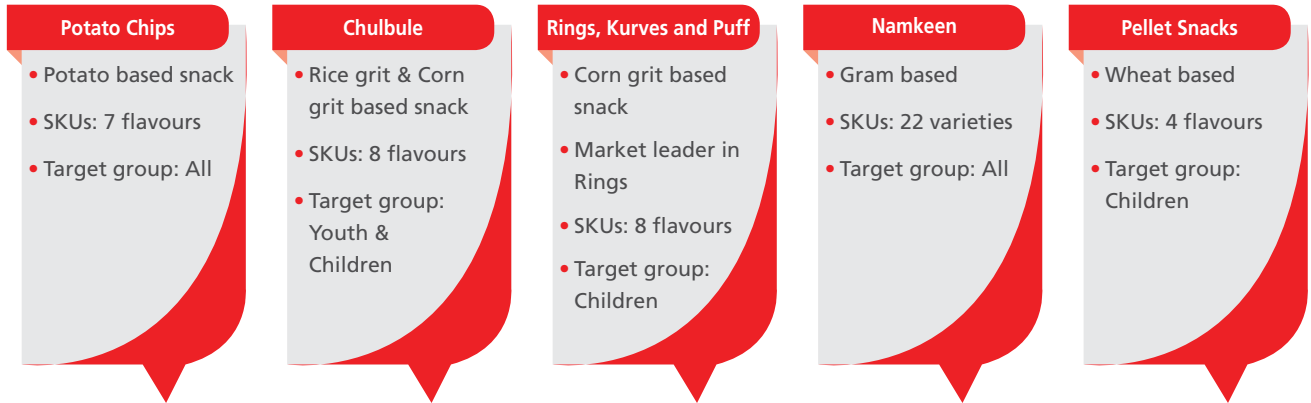 Potato Chips
• Potato based snack
• SKUs: 7 flavours
• Target group: All
Chulbule
• Rice grit & Corn
grit based snack
• SKUs: 8 flavours
• Target group:
Youth &
Children
Rings, Kurves and Puff
• Corn grit based
snack
• Market leader in
Rings
• SKUs: 8 flavours
• Target group:
Children
Namkeen
• Gram based
• SKUs: 22 varieties
• Target group: All
Pellet Snacks
• Wheat based
• SKUs: 4 flavours
• Target group:
Children